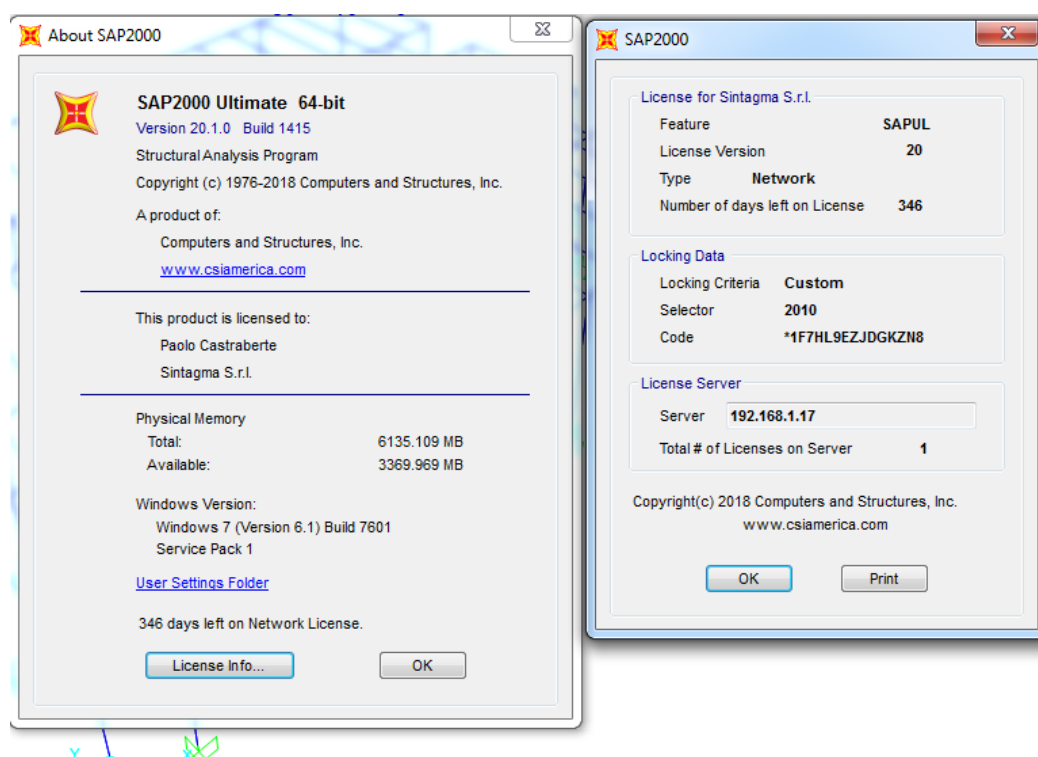 About SAP2000
SAP2000 Ultimate 64-bit
Version 20.1.0 Build 1415
Structural Analysis Program
Copyright (c) 1976-2018 Computers and Structures, Inc.
A product of:
Computers and Structures, Inc.
www.csiamerica.com
This product is licensed to:
Paolo Castraberte
Sintagma S.r.l.
Physical Memory
Total: 6135.109 MB
Available: 3369.969 MB
Windows Version:
Windows 7 (Version 6.1) Build 7601
Service Pack 1
User Settings Folder
346 days left on Network License.
License Info... OK
SAP2000
License for Sintagma S.r.l.
Feature SAPUL
License Version 20
Type Network
Number of days left on License 346
Locking Data
Locking Criteria Custom
Selector 2010
Code *1F7HL9EZJDGKZN8
License Server
Server 192.168.1.17
Total # of Licenses on Server 1
Copyright(c) 2018 Computers and Structures, Inc.
www.csiamerica.com
OK Print
Y